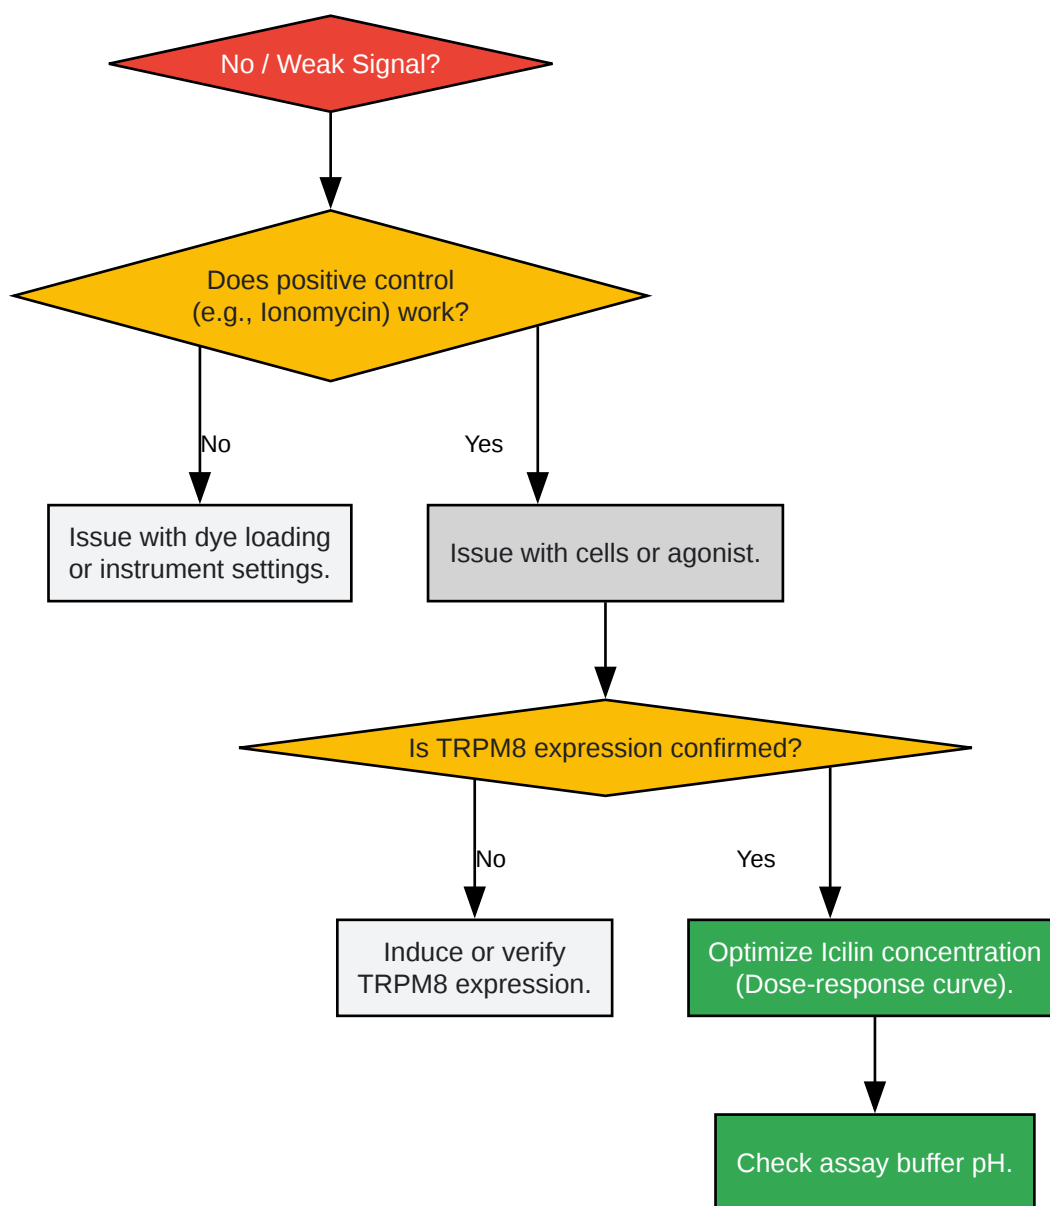 No / Weak Signal?
Does positive control
(e.g., Ionomycin) work?
No
Yes
Issue with dye loading
or instrument settings.
Issue with cells or agonist.
Is TRPM8 expression confirmed?
No
Yes
Induce or verify
TRPM8 expression.
Optimize Icilin concentration
(Dose-response curve).
Check assay buffer pH.